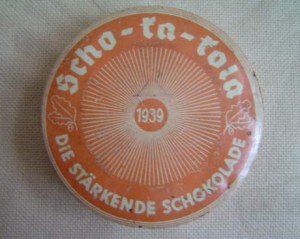 Scho-ka-kola
1939
DIE STÄRKENDE SCHOKOLADE